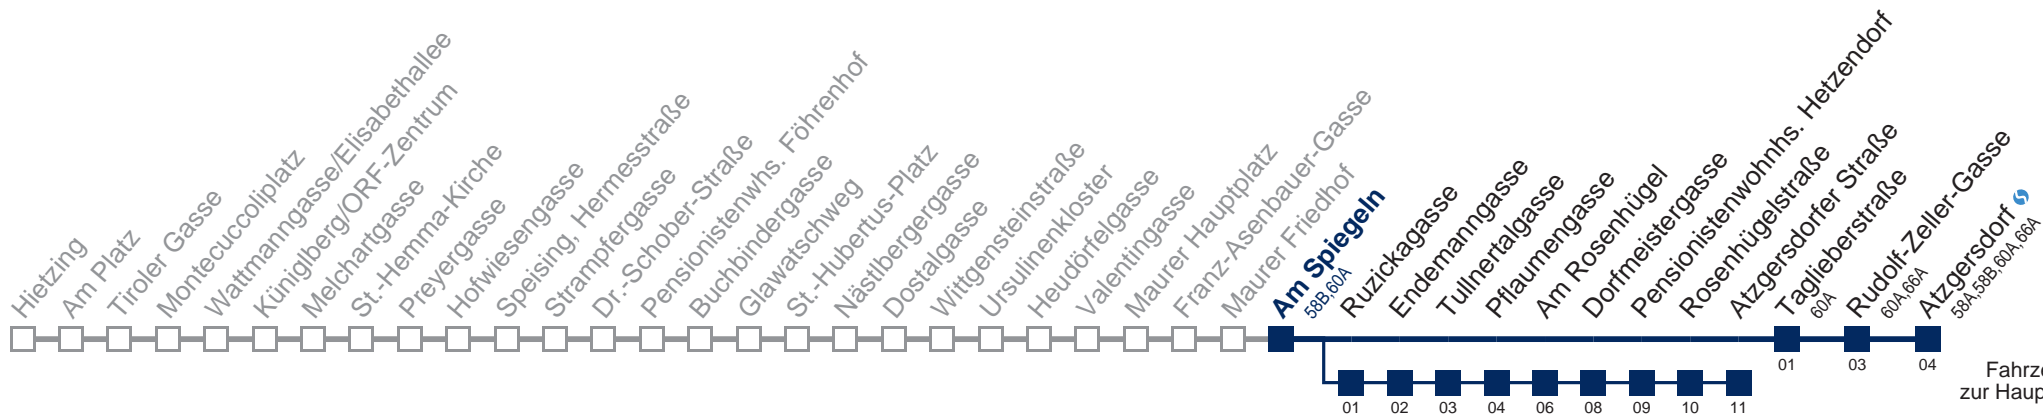 Hietzing
Am Platz
Tiroler Gasse
Montecuccoliplatz
Wattmanngasse/Elisabethallee
Küniglberg/ORF-Zentrum
Melchartgasse
St.-Hemma-Kirche
Preyergasse
Hofwiesengasse
Speising, Hermesstraße
Strampfergasse
Dr.-Schober-Straße
Pensionistenwhs. Föhrenhof
Buchbindergasse
Glawatschweg
St.-Hubertus-Platz
Nästlbergergasse
Dostalgasse
Wittgensteinstraße
Ursulinenkloster
Heudörfelgasse
Valentingasse
Maurer Hauptplatz
Franz-Asenbauer-Gasse
Maurer Friedhof
Am Spiegeln
58B,60A
Ruzickagasse
Endemanngasse
Tullnertalgasse
Pflaumengasse
Am Rosenhügel
Dorfmeistergasse
Pensionistenwohnhs. Hetzendorf
Rosenhügelstraße
Atzgersdorfer Straße
Taglieberstraße
60A
Rudolf-Zeller-Gasse
60A,66A
Atzgersdorf
58A,58B,60A,66A
01 03 04
01 02 03 04 06 08 09 10 11
Fahrze
zur Haup